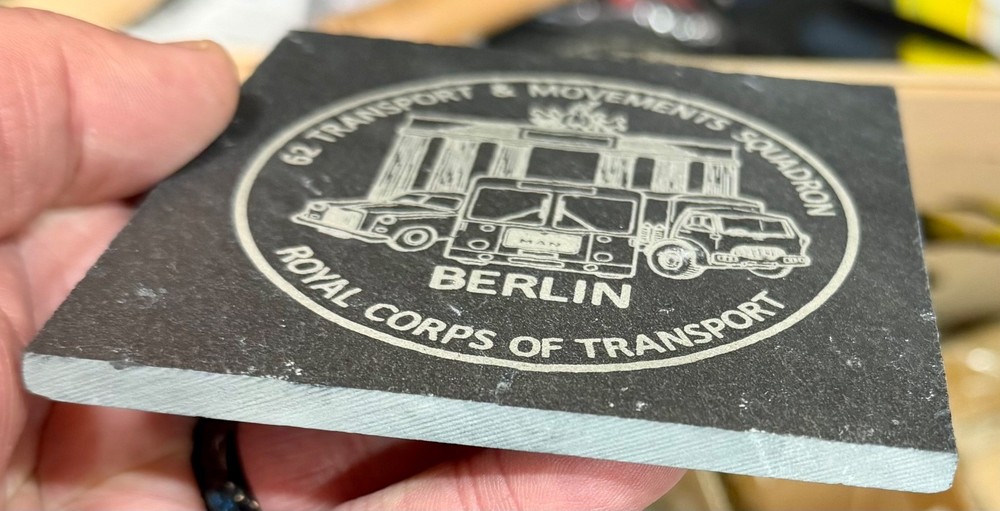 62 TRANSPORT & MOVEMENTS SQUADRON
MAN
BERLIN
ROYAL CORPS OF TRANSPORT